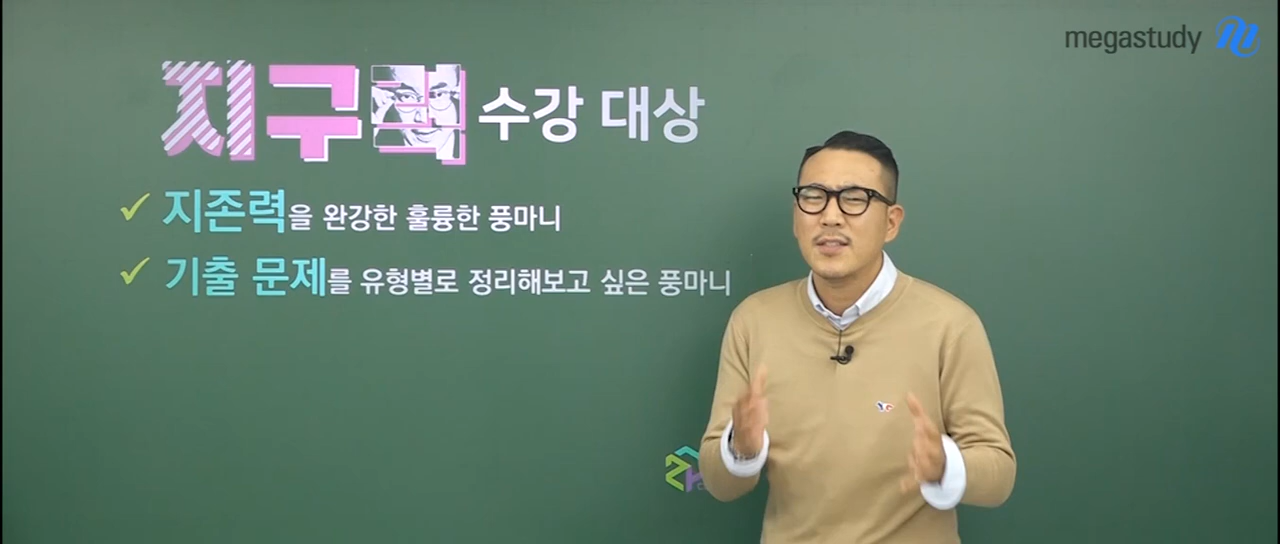 megastudy
지구력 수강 대상
지존력을 완강한 훌륭한 풍마니
기출 문제를 유형별로 정리해보고 싶은 풍마니